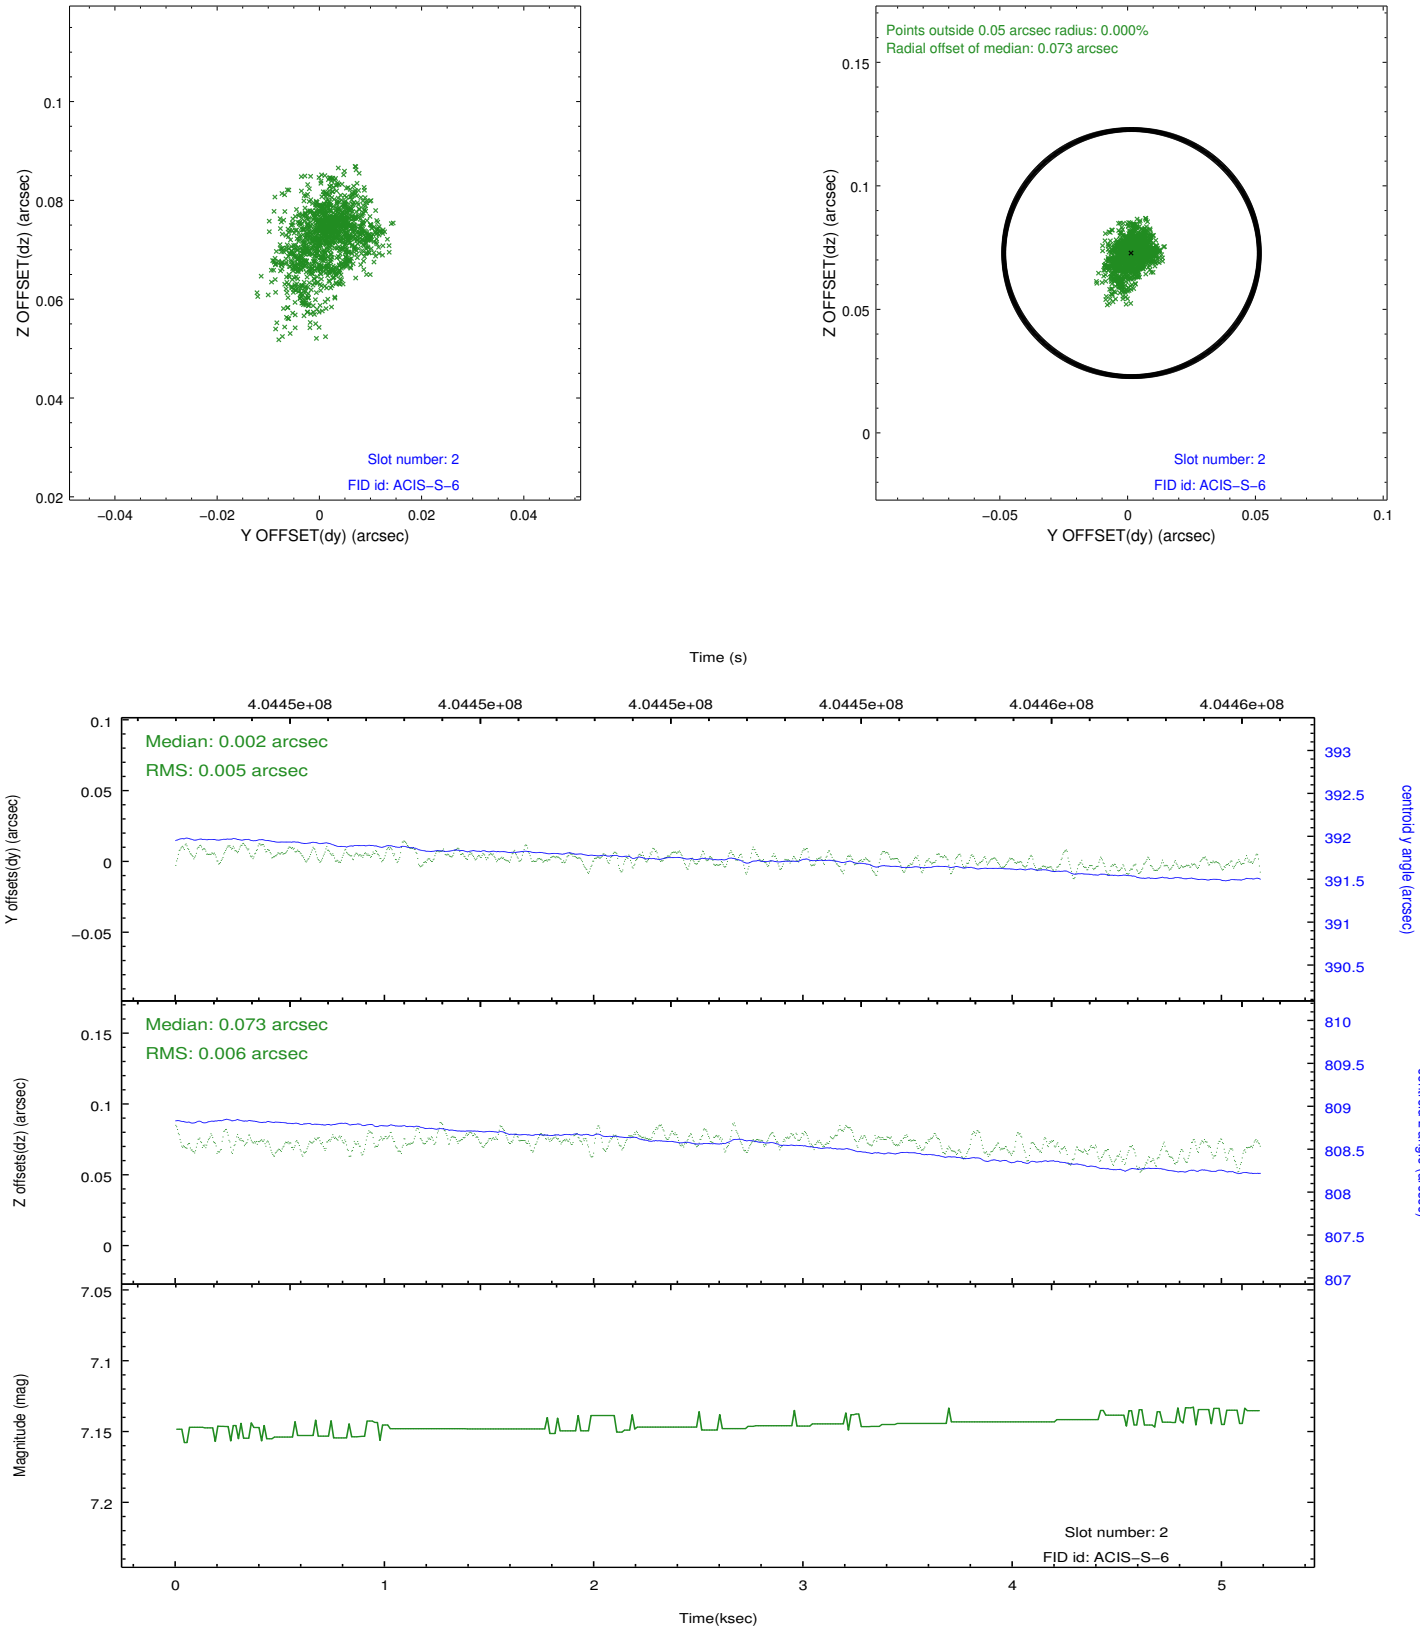 0.1
0.08
0.06
0.04
0.02
Z OFFSET(dz) (arcsec)
Slot number: 2
FID id: ACIS−S−6
−0.04 −0.02 0 0.02 0.04
Y OFFSET(dy) (arcsec)
Points outside 0.05 arcsec radius: 0.000%
Radial offset of median: 0.073 arcsec
0.15
0.1
0.05
0
Z OFFSET(dz) (arcsec)
Slot number: 2
FID id: ACIS−S−6
−0.05 0 0.05 0.1
Y OFFSET(dy) (arcsec)
Time (s)
4.0445e+08 4.0445e+08 4.0445e+08 4.0445e+08 4.0446e+08 4.0446e+08
Median: 0.002 arcsec
RMS: 0.005 arcsec
0.1
0.05
0
−0.05
Y offsets(dy) (arcsec)
393
392.5
392
391.5
391
390.5
centroid y angle (arcsec)
Median: 0.073 arcsec
RMS: 0.006 arcsec
0.15
0.1
0.05
0
Z offsets(dz) (arcsec)
810
809.5
809
808.5
808
807.5
807
7.05
7.1
7.15
7.2
Magnitude (mag)
Slot number: 2
FID id: ACIS−S−6
0 1 2 3 4 5
Time(ksec)